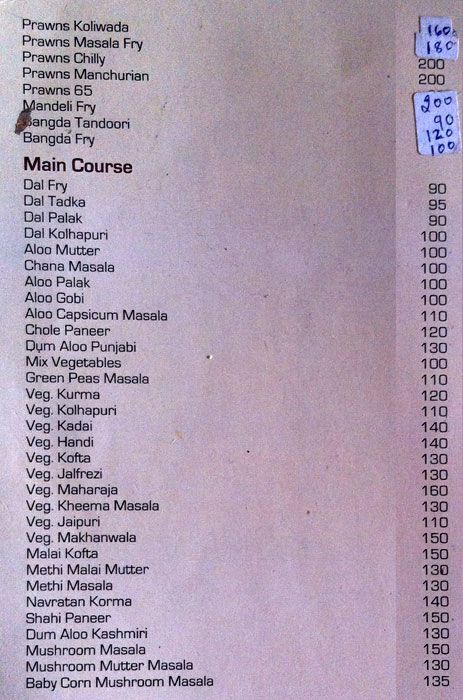 Prawns Koliwada 160
Prawns Masala Fry 180
Prawns Chilly 200
Prawns Manchurian 200
Prawns 65 200
Mandeli Fry 90
Bangda Tandoori 120
Bangda Fry 100
Main Course
Dal Fry 90
Dal Tadka 95
Dal Palak 90
Dal Kolhapuri 100
Aloo Mutter 100
Chana Masala 100
Aloo Palak 100
Aloo Gobi 100
Aloo Capsicum Masala 110
Chole Paneer 120
Dum Aloo Punjabi 130
Mix Vegetables 100
Green Peas Masala 110
Veg. Kurma 120
Veg. Kolhapuri 110
Veg. Kadai 140
Veg. Handi 140
Veg. Kofta 130
Veg. Jalfrezi 130
Veg. Maharaja 160
Veg. Kheema Masala 130
Veg. Jaipuri 110
Veg. Makhanwala 150
Malai Kofta 150
Methi Malai Mutter 130
Methi Masala 130
Navratan Korma 140
Shahi Paneer 150
Dum Aloo Kashmiri 130
Mushroom Masala 150
Mushroom Mutter Masala 130
Baby Corn Mushroom Masala 135